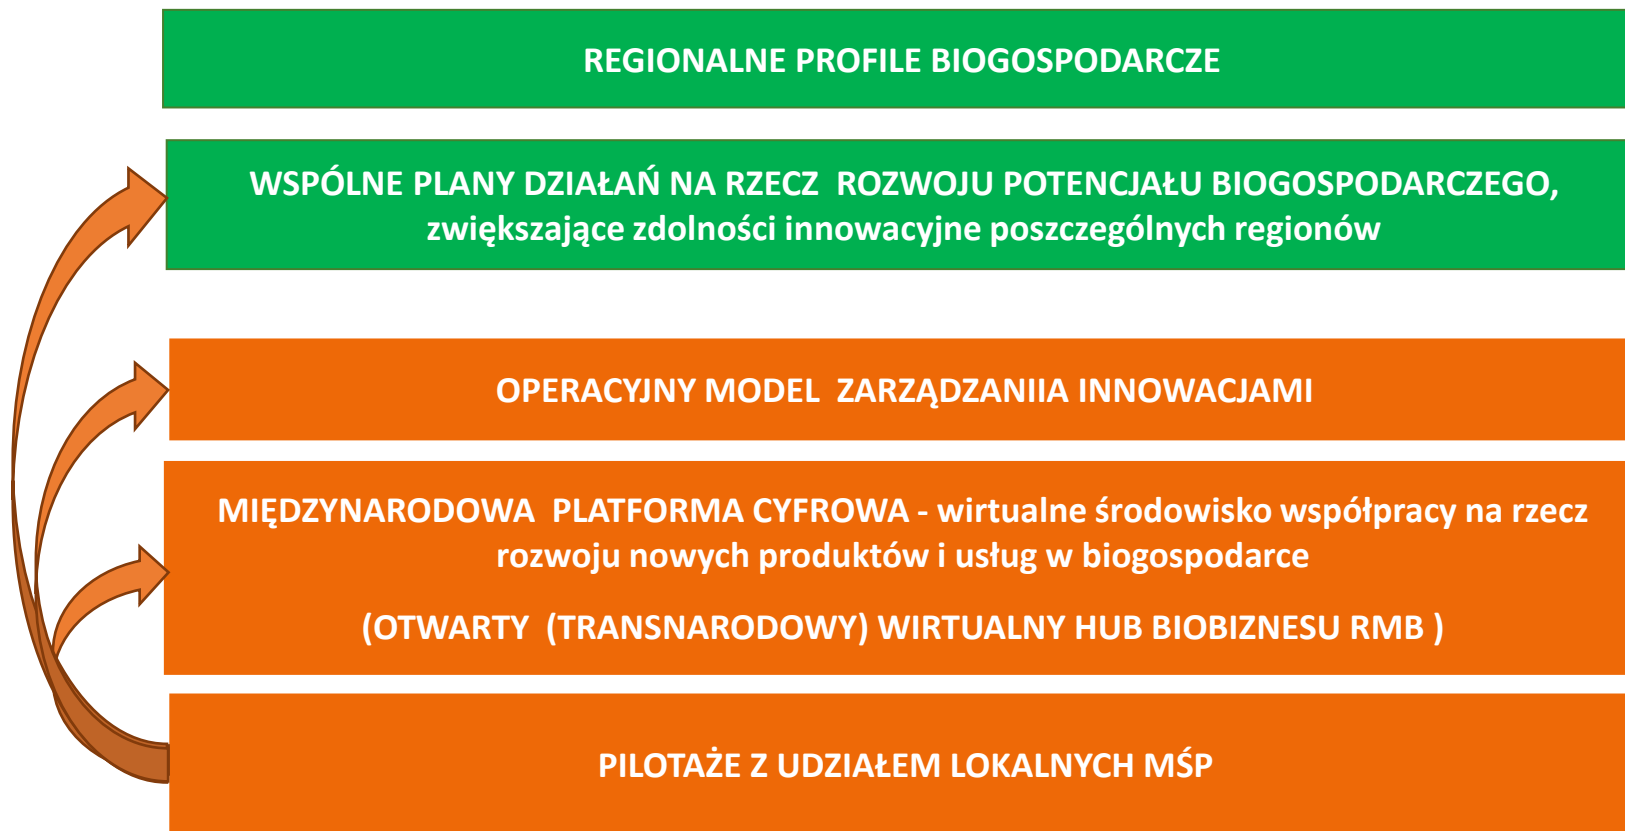 REGIONALNE PROFILE BIOGOSPODARCZE
WSPÓLNE PLANY DZIAŁAŃ NA RZECZ ROZWOJU POTENCJAŁU BIOGOSPODARCZEGO,
zwiększające zdolności innowacyjne poszczególnych regionów
OPERACYJNY MODEL ZARZĄDZANIIA INNOWACJAMI
MIĘDZYNARODOWA PLATFORMA CYFROWA - wirtualne środowisko współpracy na rzecz
rozwoju nowych produktów i usług w biogospodarce
(OTWARTY (TRANSNARODOWY) WIRTUALNY HUB BIOBIZNESU RMB )
PILOTAŻE Z UDZIAŁEM LOKALNYCH MŚP